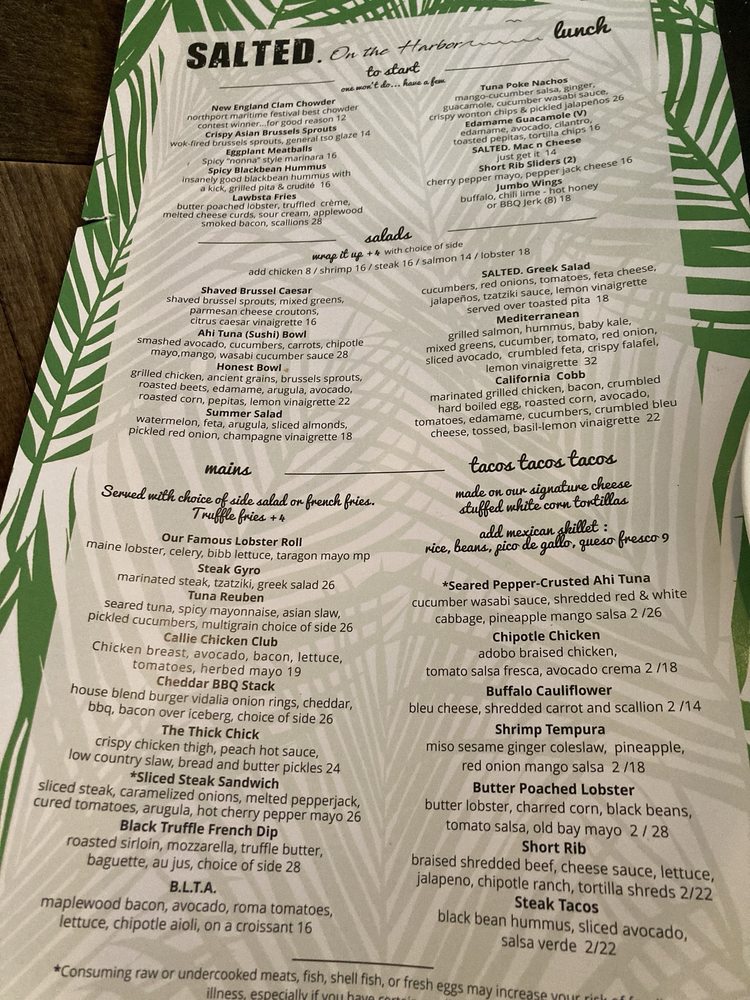 SALTED. On the Harbor lunch
to start
one won't do... have a few
New England Clam Chowder
northport maritime festival best chowder
contest winner...for good reason 12
Crispy Asian Brussels Sprouts
wok-fired brussels sprouts, general tso glaze 14
Eggplant Meatballs
Spicy "nonna" style marinara 16
Spicy Blackbean Hummus
insanely good blackbean hummus with
a kick, grilled pita & crudité 16
Lawbsta Fries
butter poached lobster, truffled crème,
melted cheese curds, sour cream, applewood
smoked bacon, scallions 28
Tuna Poke Nachos
mango-cucumber salsa, ginger,
guacamole, cucumber wasabi sauce,
crispy wonton chips & pickled jalapeños 26
Edamame Guacamole (V)
edamame, avocado, cilantro,
toasted pepitas, tortilla chips 16
SALTED. Mac n Cheese
just get it 14
Short Rib Sliders (2)
cherry pepper mayo, pepper jack cheese 16
Jumbo Wings
buffalo, chili lime - hot honey
or BBQ Jerk (8) 18
salads
wrap it up +4 with choice of side
add chicken 8 / shrimp 16 / steak 16 / salmon 14 / lobster 18
Shaved Brussel Caesar
shaved brussel sprouts, mixed greens,
parmesan cheese croutons,
citrus caesar vinaigrette 16
Ahi Tuna (Sushi) Bowl
smashed avocado, cucumbers, carrots, chipotle
mayo,mango, wasabi cucumber sauce 28
Honest Bowl
grilled chicken, ancient grains, brussels sprouts,
roasted beets, edamame, arugula, avocado,
roasted corn, pepitas, lemon vinaigrette 22
Summer Salad
watermelon, feta, arugula, sliced almonds,
pickled red onion, champagne vinaigrette 18
SALTED. Greek Salad
cucumbers, red onions, tomatoes, feta cheese,
jalapeños, tzatziki sauce, lemon vinaigrette
served over toasted pita 18
Mediterranean
grilled salmon, hummus, baby kale,
mixed greens, cucumber, tomato, red onion,
sliced avocado, crumbled feta, crispy falafel,
lemon vinaigrette 32
California Cobb
marinated grilled chicken, bacon, crumbled
hard boiled egg, roasted corn, avocado,
tomatoes, edamame, cucumbers, crumbled bleu
cheese, tossed, basil-lemon vinaigrette 22
mains
Served with choice of side salad or french fries.
Truffle fries +4
Our Famous Lobster Roll
maine lobster, celery, bibb lettuce, taragon mayo mp
Steak Gyro
marinated steak, tzatziki, greek salad 26
Tuna Reuben
seared tuna, spicy mayonnaise, asian slaw,
pickled cucumbers, multigrain choice of side 26
Callie Chicken Club
Chicken breast, avocado, bacon, lettuce,
tomatoes, herbed mayo 19
Cheddar BBQ Stack
house blend burger vidalia onion rings, cheddar,
bbq, bacon over iceberg, choice of side 26
The Thick Chick
crispy chicken thigh, peach hot sauce,
low country slaw, bread and butter pickles 24
*Sliced Steak Sandwich
sliced steak, caramelized onions, melted pepperjack,
cured tomatoes, arugula, hot cherry pepper mayo 26
Black Truffle French Dip
roasted sirloin, mozzarella, truffle butter,
baguette, au jus, choice of side 28
B.L.T.A.
maplewood bacon, avocado, roma tomatoes,
lettuce, chipotle aioli, on a croissant 16
tacos tacos tacos
made on our signature cheese
stuffed white corn tortillas
add mexican skillet :
rice, beans, pico de gallo, queso fresco 9
*Seared Pepper-Crusted Ahi Tuna
cucumber wasabi sauce, shredded red & white
cabbage, pineapple mango salsa 2 /26
Chipotle Chicken
adobo braised chicken,
tomato salsa fresca, avocado crema 2 /18
Buffalo Cauliflower
bleu cheese, shredded carrot and scallion 2 /14
Shrimp Tempura
miso sesame ginger coleslaw, pineapple,
red onion mango salsa 2 /18
Butter Poached Lobster
butter lobster, charred corn, black beans,
tomato salsa, old bay mayo 2 / 28
Short Rib
braised shredded beef, cheese sauce, lettuce,
jalapeno, chipotle ranch, tortilla shreds 2/22
Steak Tacos
black bean hummus, sliced avocado,
salsa verde 2/22
*Consuming raw or undercooked meats, fish, shell fish, or fresh eggs may increase your risk of
illness, especially if you have